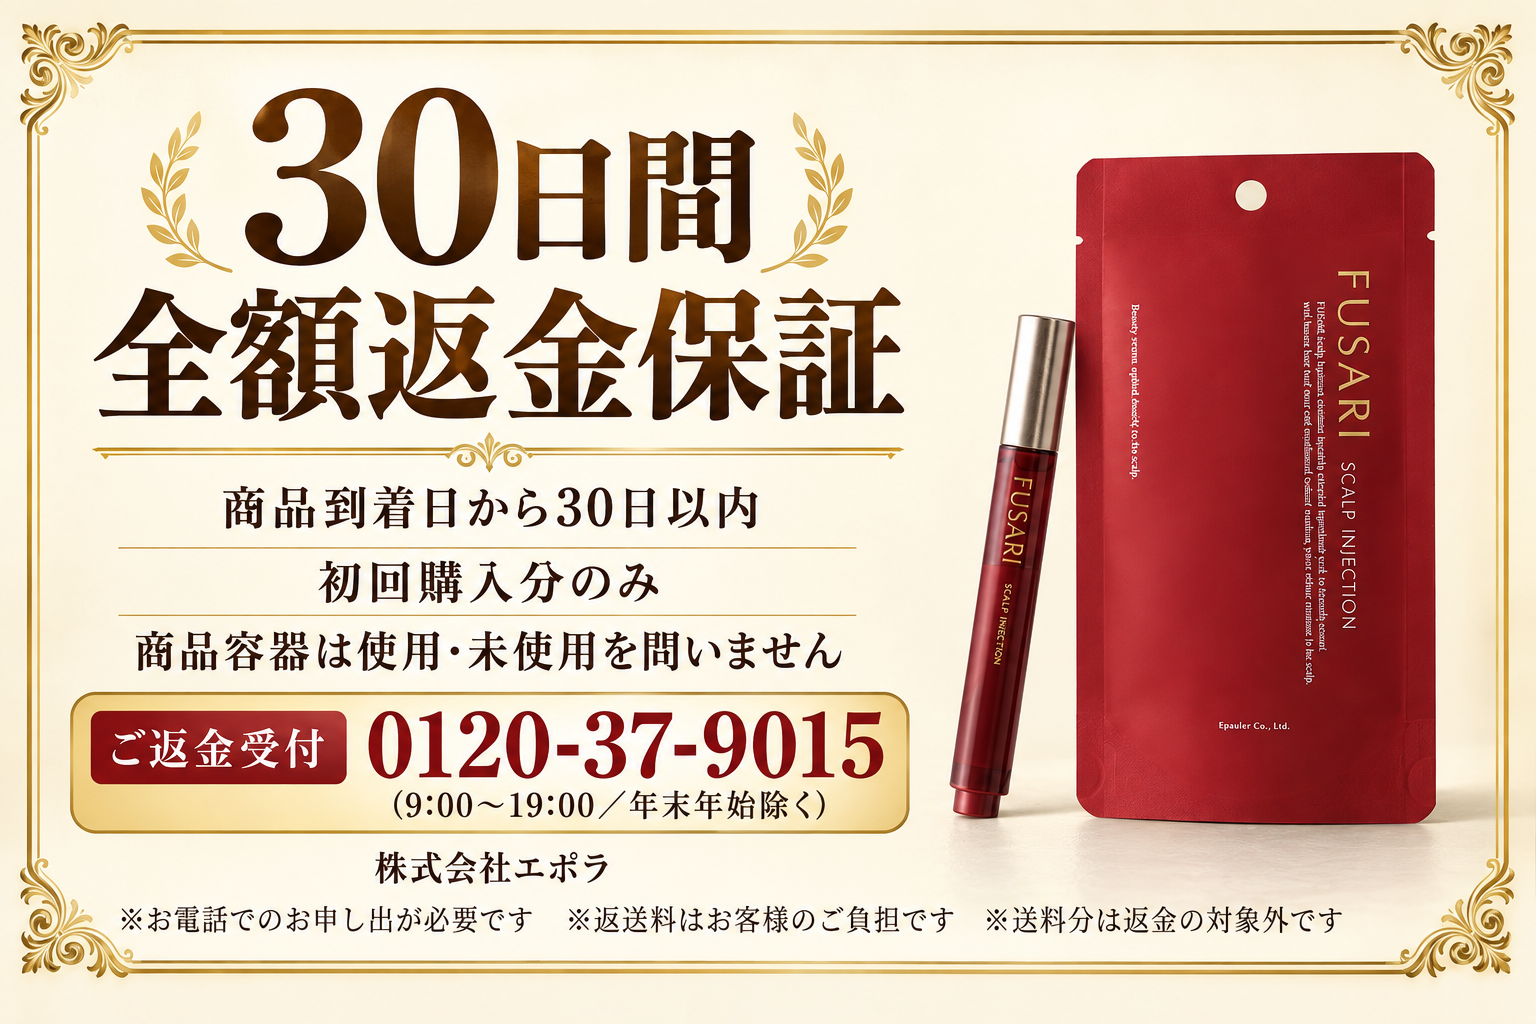 30日間
全額返金保証
商品到着日から30日以内
初回購入分のみ
商品容器は使用・未使用を問いません
ご返金受付
0120-37-9015
(9:00～19:00／年末年始除く)
株式会社エポラ
※お電話でのお申し出が必要です ※返送料はお客様のご負担です ※送料分は返金の対象外です
FUSARI SCALP INJECTION
FUSARI SCALP INJECTION
Epauler Co., Ltd.